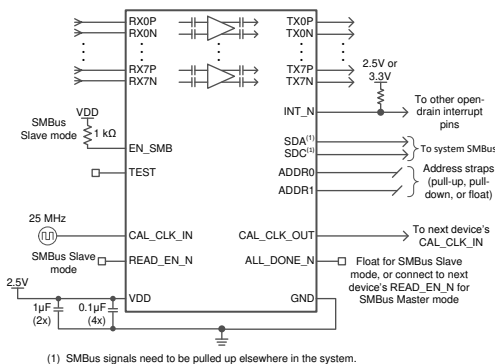 RX0P
RX0N
RX7P
RX7N
TX0P
TX0N
TX7P
TX7N
2.5V or
3.3V
VDD
SMBus
Slave mode
1 kΩ
EN_SMB
TEST
INT_N
To other open-
drain interrupt
pins
SDA(1)
SDC(1)
To system SMBus
ADDR0
ADDR1
Address straps
(pull-up, pull-
down, or float)
25 MHz
CAL_CLK_IN
CAL_CLK_OUT
To next device's
CAL_CLK_IN
SMBus Slave
mode
READ_EN_N
ALL_DONE_N
Float for SMBus Slave
mode, or connect to next
device's READ_EN_N for
SMBus Master mode
2.5V
VDD
GND
1µF
(2x)
0.1µF
(4x)
(1) SMBus signals need to be pulled up elsewhere in the system.